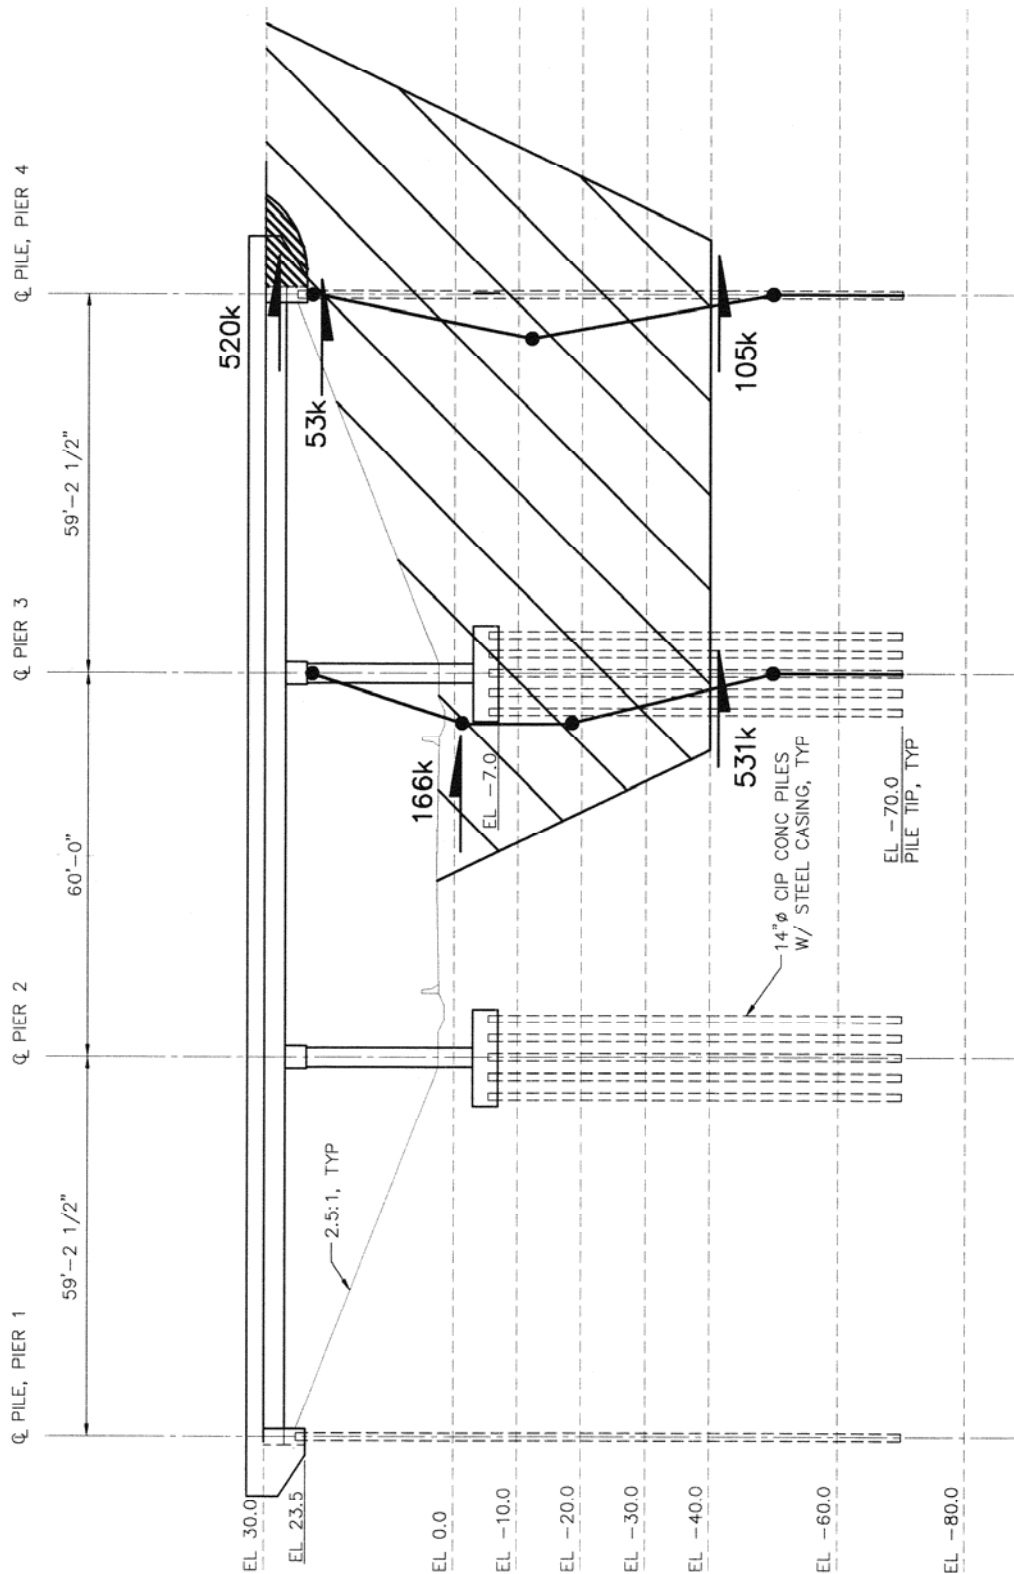 ℄ PILE, PIER 1
℄ PIER 2
℄ PIER 3
℄ PILE, PIER 4
59'-2 1/2"
60'-0"
59'-2 1/2"
EL 30.0
EL 23.5
EL 0.0
EL -10.0
EL -20.0
EL -30.0
EL -40.0
EL -60.0
EL -80.0
2.5:1, TYP
520k
53k
166k
EL -7.0
531k
105k
14"ø CIP CONC PILES
W/ STEEL CASING, TYP
EL -70.0
PILE TIP, TYP